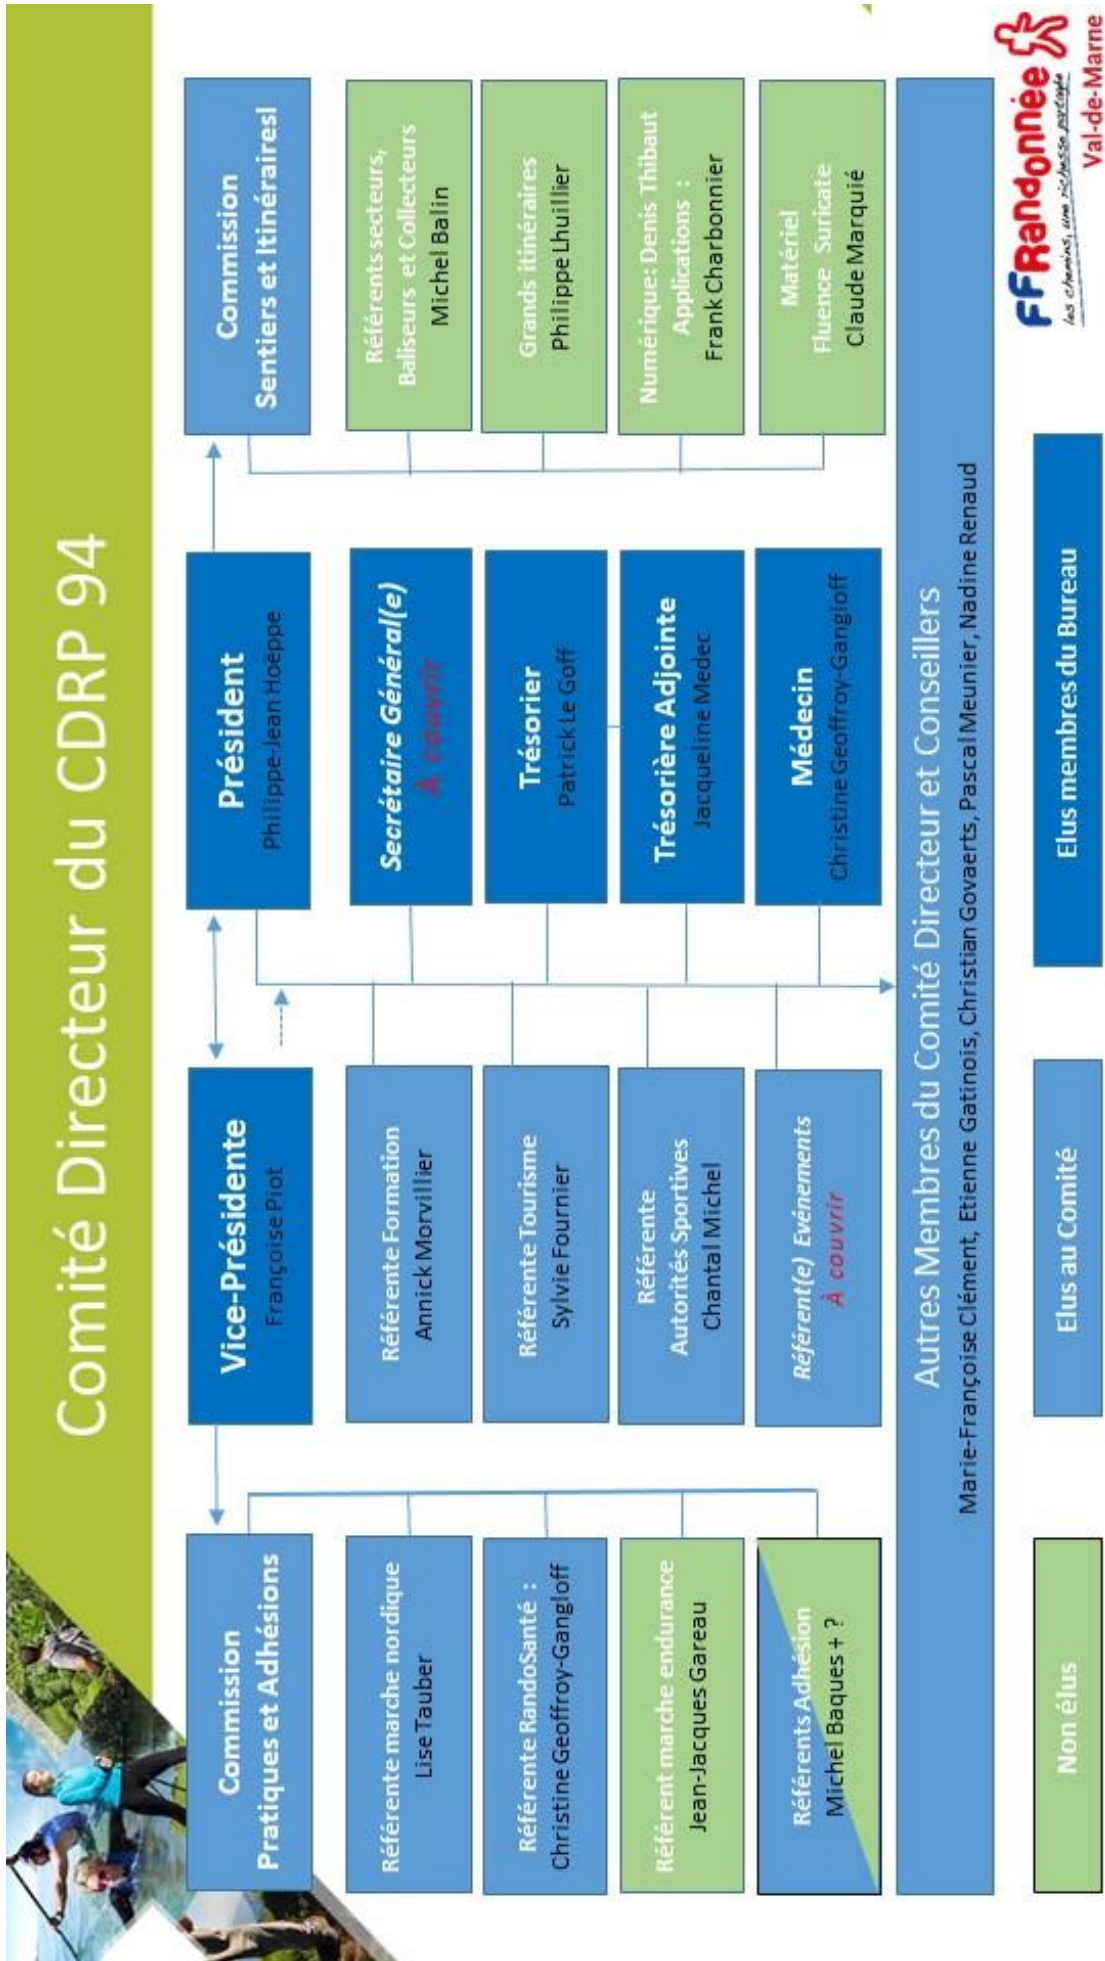 Comité Directeur du CDRP 94
Commission
Pratiques et Adhésions
Référente marche nordique
Lise Tauber
Référente RandoSanté :
Christine Geoffroy-Gangloff
Référent marche endurance
Jean-Jacques Gareau
Référents Adhésion
Michel Baques + ?
Vice-Présidente
Françoise Piot
Référente Formation
Annick Morvillier
Référente Tourisme
Sylvie Fournier
Référente
Autorités Sportives
Chantal Michel
Référent(e) Evénements
À couvrir
Président
Philippe-Jean Hoëppe
Secrétaire Général(e)
À couvrir
Trésorier
Patrick Le Goff
Trésorière Adjointe
Jacqueline Medec
Médecin
Christine Geoffroy-Gangloff
Commission
Sentiers et Itinérairesl
Référents secteurs,
Baliseurs et Collecteurs
Michel Balin
Grands itinéraires
Philippe Lhuillier
Numérique: Denis Thibaut
Applications :
Frank Charbonnier
Matériel
Fluence Suricate
Claude Marquié
Autres Membres du Comité Directeur et Conseillers
Marie-Françoise Clément, Etienne Gatinois, Christian Govaerts, Pascal Meunier, Nadine Renaud
Non élus
Elus au Comité
Elus membres du Bureau
FFRandonnée
les chemins, une richesse partagée
Val-de-Marne